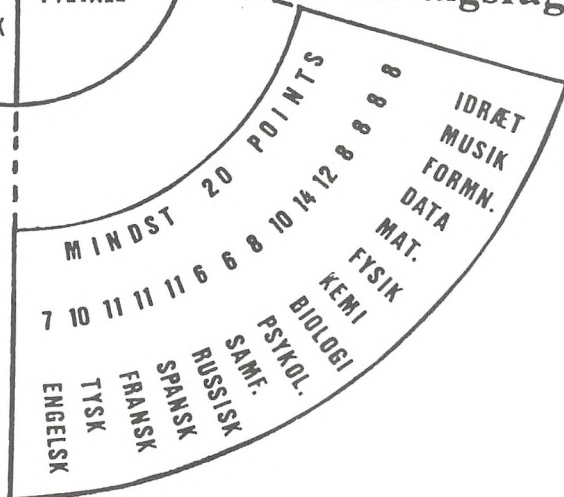 MINDST 20 POINTS
7 10 11 11 11 6 6 8 10 14 12 8 8 8 8
ENGELSK
TYSK
FRANSK
SPANSK
RUSSISK
SAMF.
PSYKOL.
BIOLOGI
KEMI
FYSIK
MAT.
DATA
FORMN.
MUSIK
IDRÆT